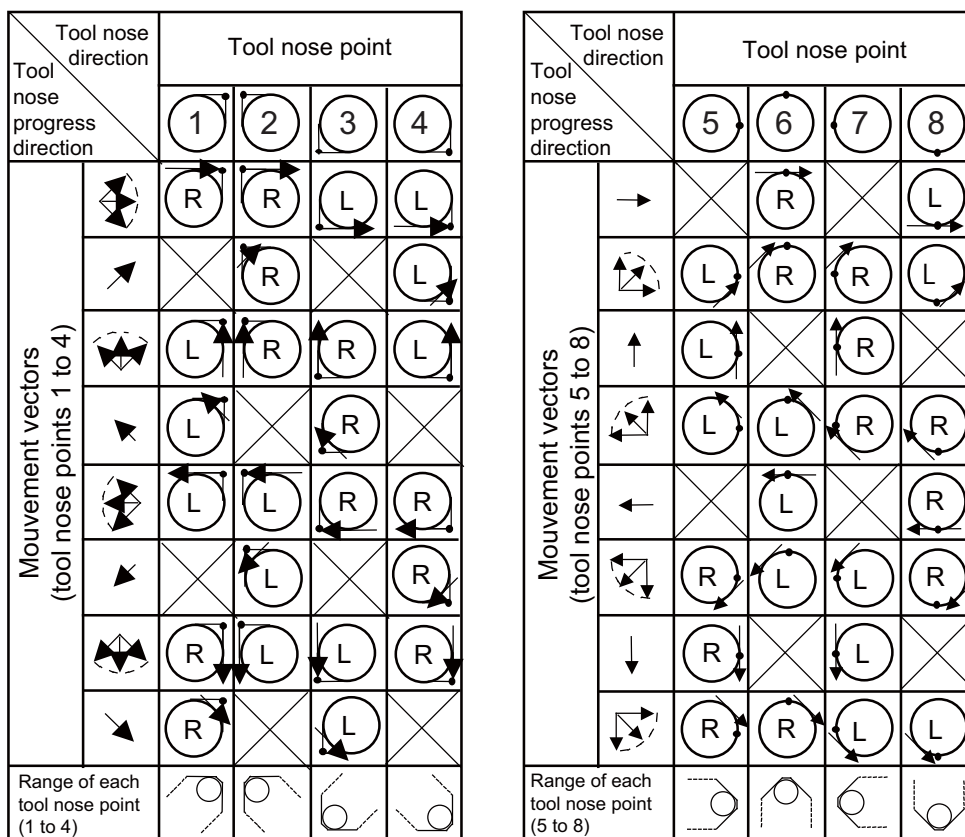 Tool nose
direction
Tool
nose
progress
direction
Tool nose point
1 2 3 4
Mouvement vectors
(tool nose points 1 to 4)
R R L L
R L
L R R L
L R
L L R R
L R
R L L R
R L
Range of each
tool nose point
(1 to 4)
Tool nose
direction
Tool
nose
progress
direction
Tool nose point
5 6 7 8
Mouvement vectors
(tool nose points 5 to 8)
R L
L R R L
L R
L L R R
L R
R L L R
R L
R R L L
Range of each
tool nose point
(5 to 8)